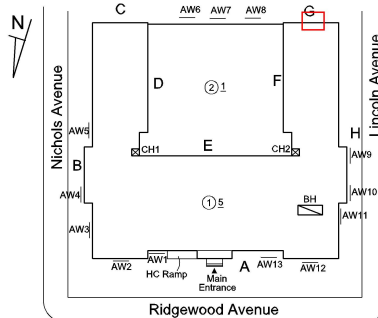 N
C
AW6 AW7 AW8
G
Nichols Avenue
Lincoln Avenue
D
② 1
F
AW5
CH1
E
CH2
H
AW9
B
AW4
AW10
① 5
BH
AW11
AW3
AW2
AW1
HC Ramp
Main
Entrance
A
AW13
AW12
Ridgewood Avenue